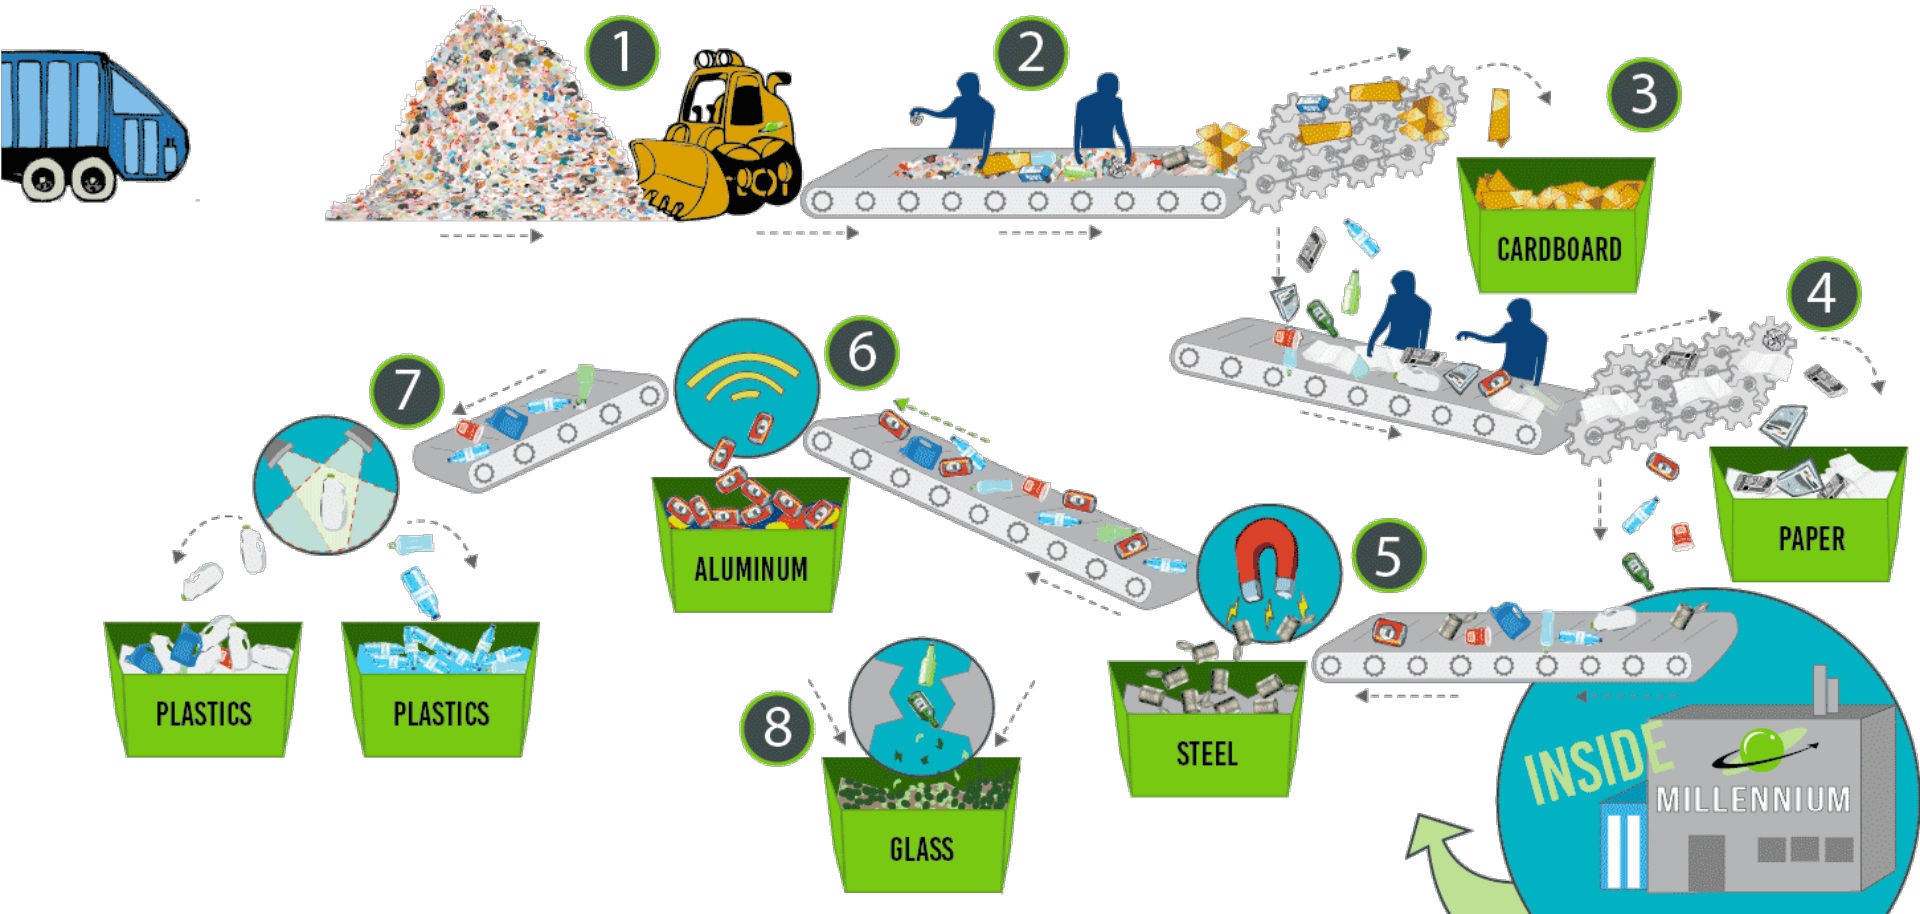 1
2
3
CARDBOARD
4
PAPER
5
STEEL
6
ALUMINUM
7
PLASTICS
PLASTICS
8
GLASS
INSIDE
MILLENNIUM